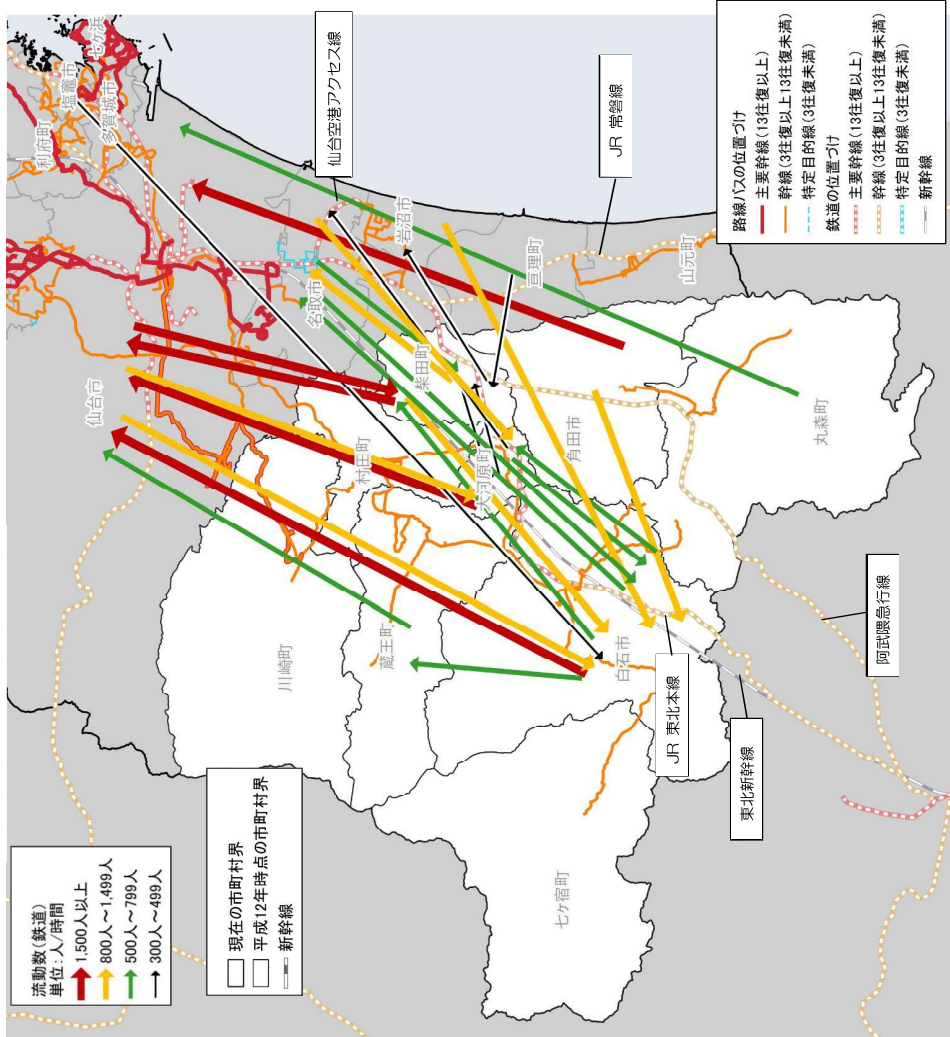 流動数(鉄道)
単位:人/時間
1,500人以上
800人~1,499人
500人~799人
300人~499人
現在の市町村界
平成12年時点の市町村界
新幹線
路線バスの位置づけ
主要幹線(13往復以上)
幹線(3往復以上13往復未満)
特定目的線(3往復未満)
鉄道の位置づけ
主要幹線(13往復以上)
幹線(3往復以上13往復未満)
特定目的線(3往復未満)
新幹線
仙台空港アクセス線
JR 常磐線
JR 東北本線
東北新幹線
阿武隈急行線
利府町
塩竈市
多賀城市
七ヶ浜
仙台市
名取市
岩沼市
亘理町
山元町
柴田町
村田町
大河原町
角田市
丸森町
川崎町
蔵王町
白石市
七ケ宿町